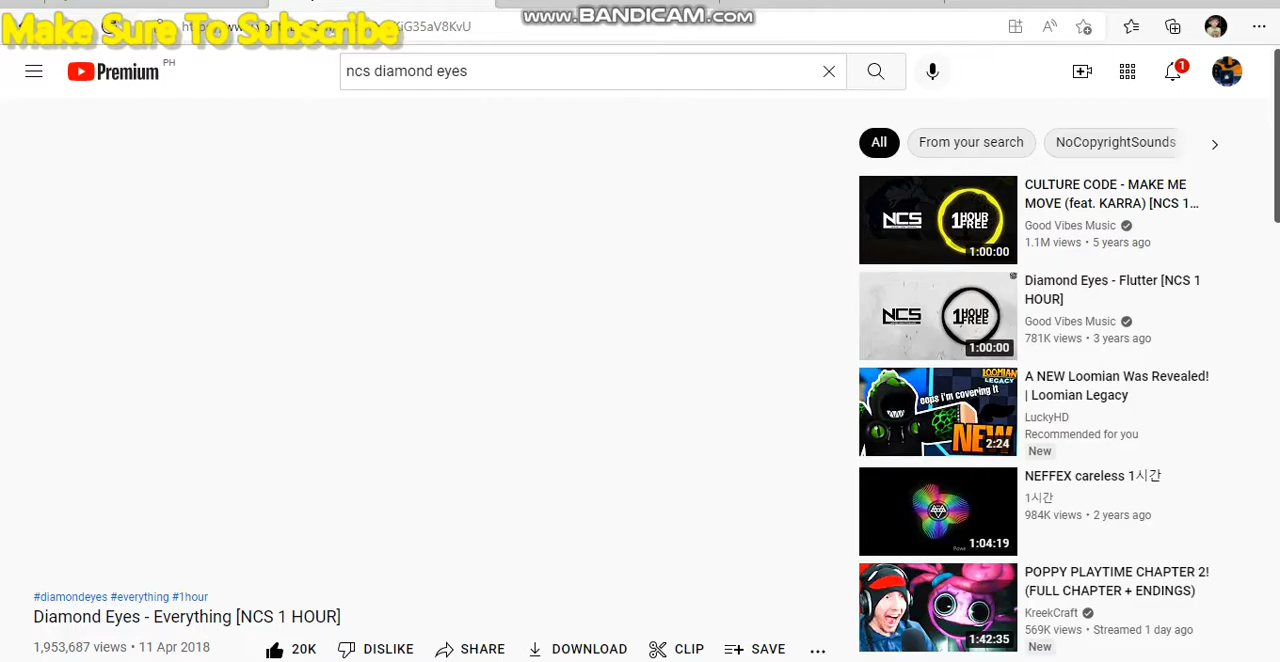 www.BANDICAM.com
Make Sure To Subscribe
KiG35aV8KvU
Premium PH
ncs diamond eyes
1
All
From your search
NoCopyrightSounds
NCS
1HOUR FREE
1:00:00
CULTURE CODE - MAKE ME
MOVE (feat. KARRA) [NCS 1...
Good Vibes Music
1.1M views • 5 years ago
NCS
1HOUR FREE
1:00:00
Diamond Eyes - Flutter [NCS 1
HOUR]
Good Vibes Music
781K views • 3 years ago
LOOMIAN
LEGACY
oops i'm covering it
NEW
2:24
A NEW Loomian Was Revealed!
| Loomian Legacy
LuckyHD
Recommended for you
New
1:04:19
NEFFEX careless 1시간
1시간
984K views • 2 years ago
1:42:35
POPPY PLAYTIME CHAPTER 2!
(FULL CHAPTER + ENDINGS)
KreekCraft
569K views • Streamed 1 day ago
New
#diamondeyes #everything #1hour
Diamond Eyes - Everything [NCS 1 HOUR]
1,953,687 views • 11 Apr 2018
20K
DISLIKE
SHARE
DOWNLOAD
CLIP
SAVE